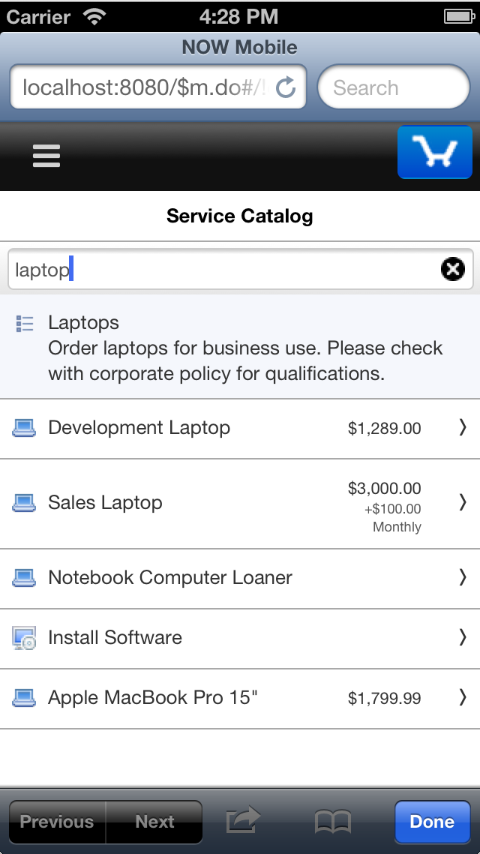 Carrier 4:28 PM
NOW Mobile
localhost:8080/$m.do#/
Search
Service Catalog
laptop
Laptops
Order laptops for business use. Please check
with corporate policy for qualifications.
Development Laptop $1,289.00
Sales Laptop $3,000.00
+$100.00
Monthly
Notebook Computer Loaner
Install Software
Apple MacBook Pro 15" $1,799.99
Previous Next Done